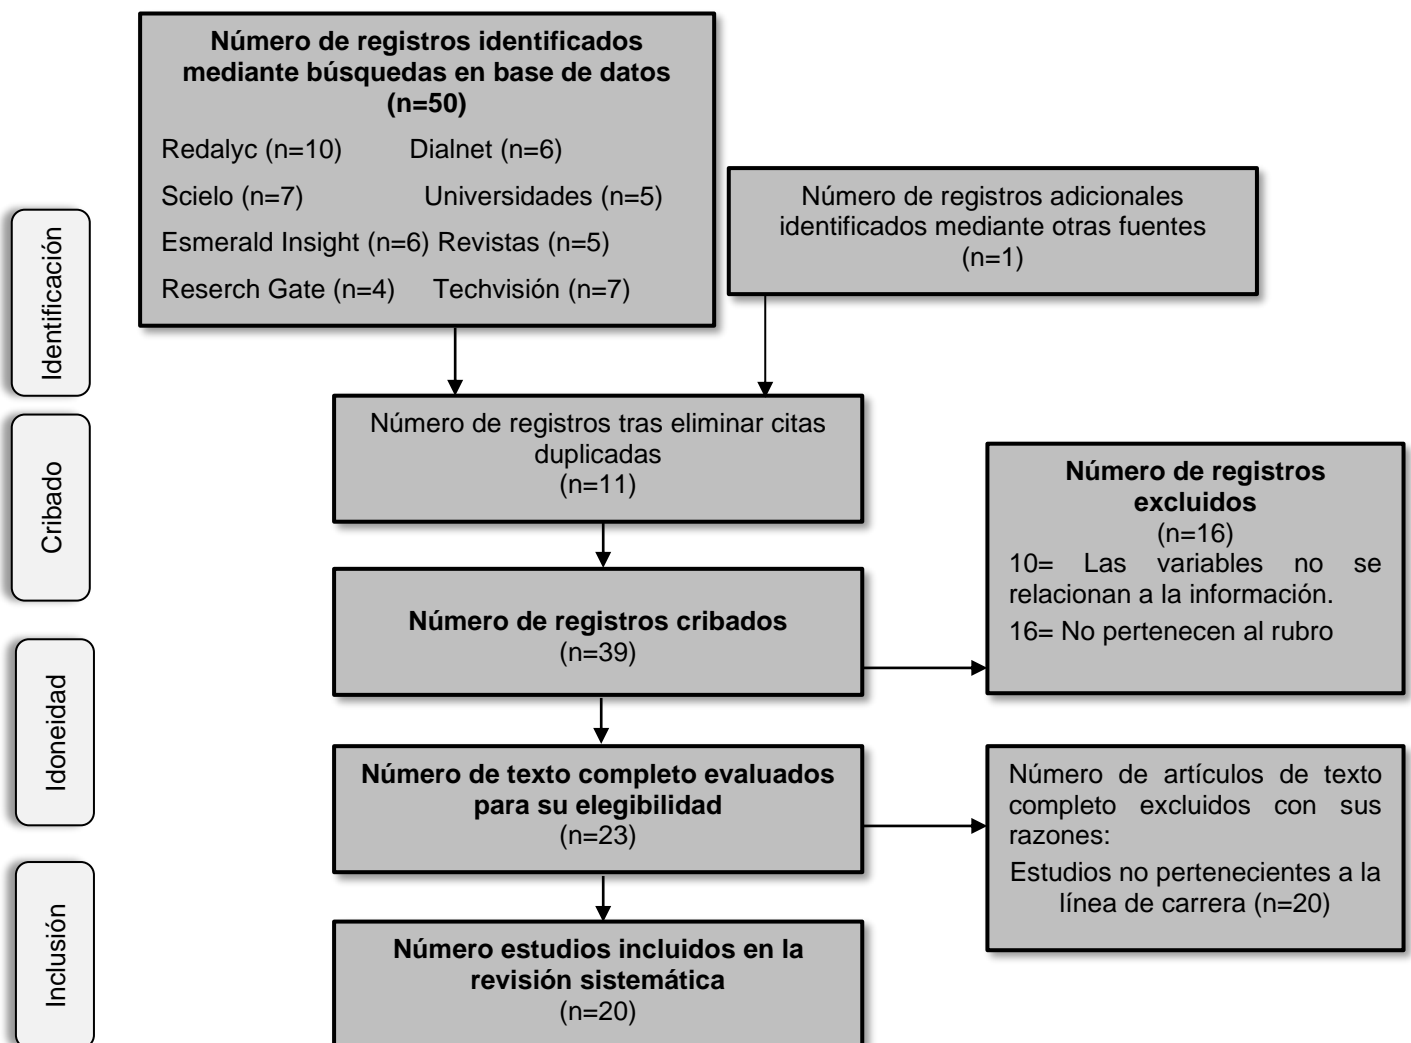 Número de registros identificados
mediante búsquedas en base de datos
(n=50)
Redalyc (n=10) Dialnet (n=6)
Scielo (n=7) Universidades (n=5)
Esmerald Insight (n=6) Revistas (n=5)
Reserch Gate (n=4) Techvisión (n=7)
Número de registros adicionales
identificados mediante otras fuentes
(n=1)
Identificación
Número de registros tras eliminar citas
duplicadas
(n=11)
Cribado
Número de registros
excluidos
(n=16)
10= Las variables no se
relacionan a la información.
16= No pertenecen al rubro
Número de registros cribados
(n=39)
Idoneidad
Número de texto completo evaluados
para su elegibilidad
(n=23)
Número de artículos de texto
completo excluidos con sus
razones:
Estudios no pertenecientes a la
línea de carrera (n=20)
Inclusión
Número estudios incluidos en la
revisión sistemática
(n=20)